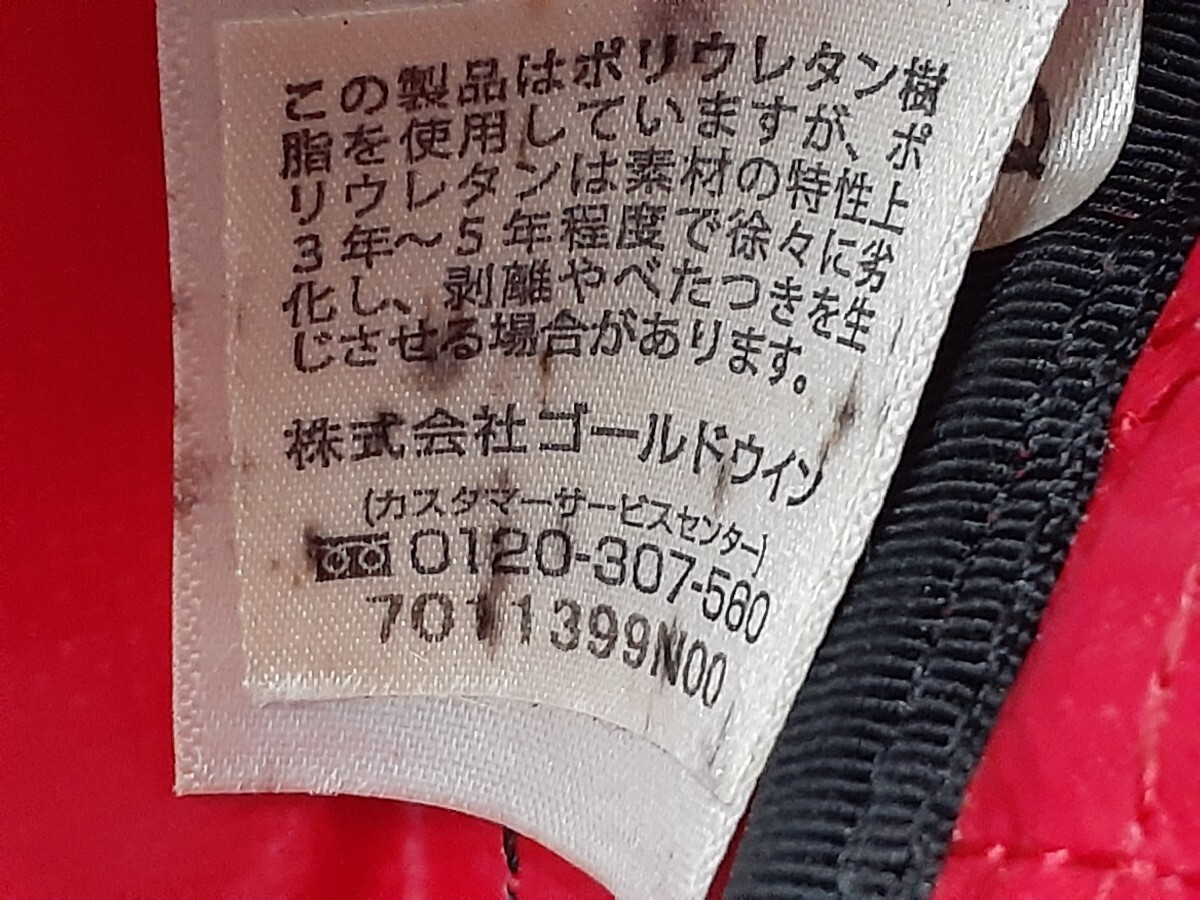 この製品はポリウレタン樹
脂を使用していますが、ポ
リウレタンは素材の特性上
3年～5年程度で徐々に劣
化し、剥離やべたつきを生
じさせる場合があります。
株式会社ゴールドウイン
(カスタマーサービスセンター)
0120-307-560
7011399N00